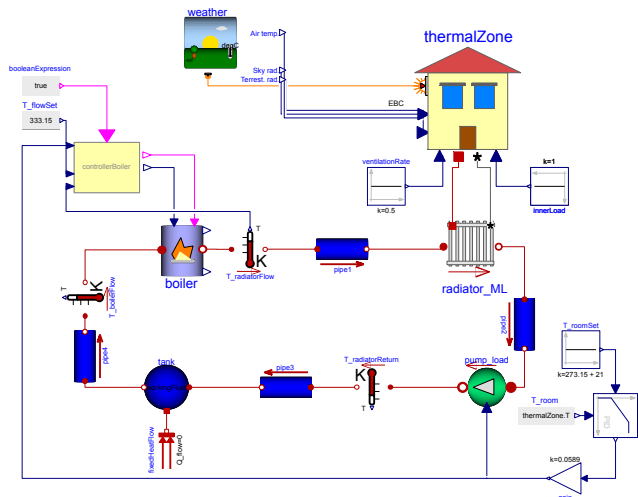 weather
degC
Air temp.
Sky rad.
Terrest. rad
thermalZone
EBC
booleanExpression
true
T_flowSet
333.15
controllerBoiler
ventilationRate
k=0.5
k=1
innerLoad
T
K
T_radiatorFlow
boiler
pipe1
radiator_ML
T
K
T_boilerFlow
pipe2
T_roomSet
k=273.15 + 21
pipe4
tank
pipe3
T_radiatorReturn
K
T
pump_load
T_room
thermalZone.T
PID
fixedHeatFlow
Q_flow=0
k=0.0589